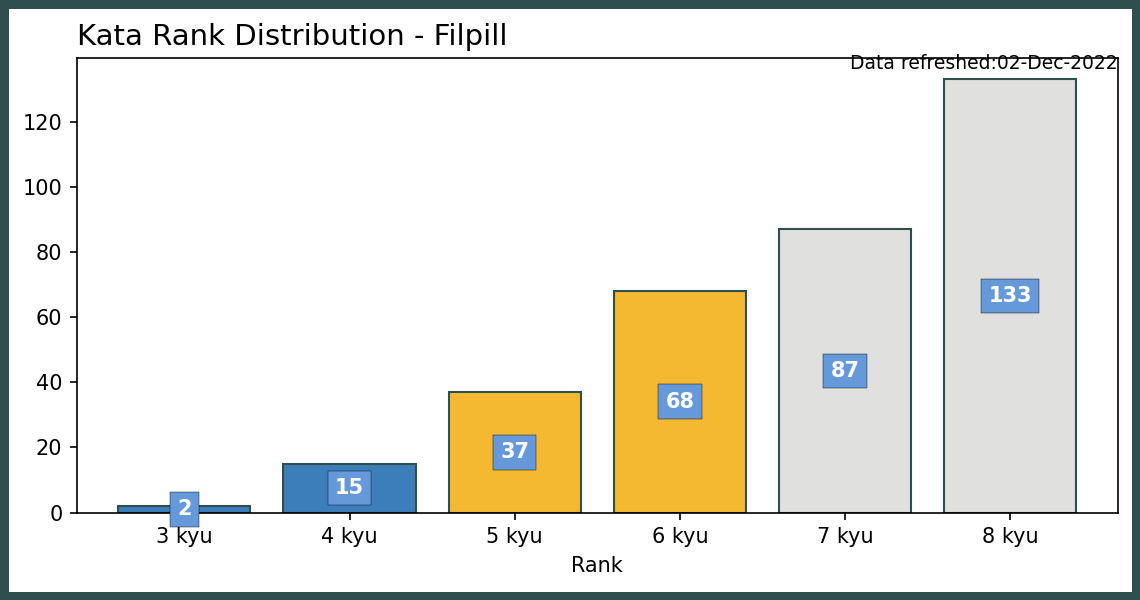 Kata Rank Distribution - Filpill
Data refreshed:02-Dec-2022
120
100
80
60
40
20
0
2
15
37
68
87
133
3 kyu
4 kyu
5 kyu
6 kyu
7 kyu
8 kyu
Rank